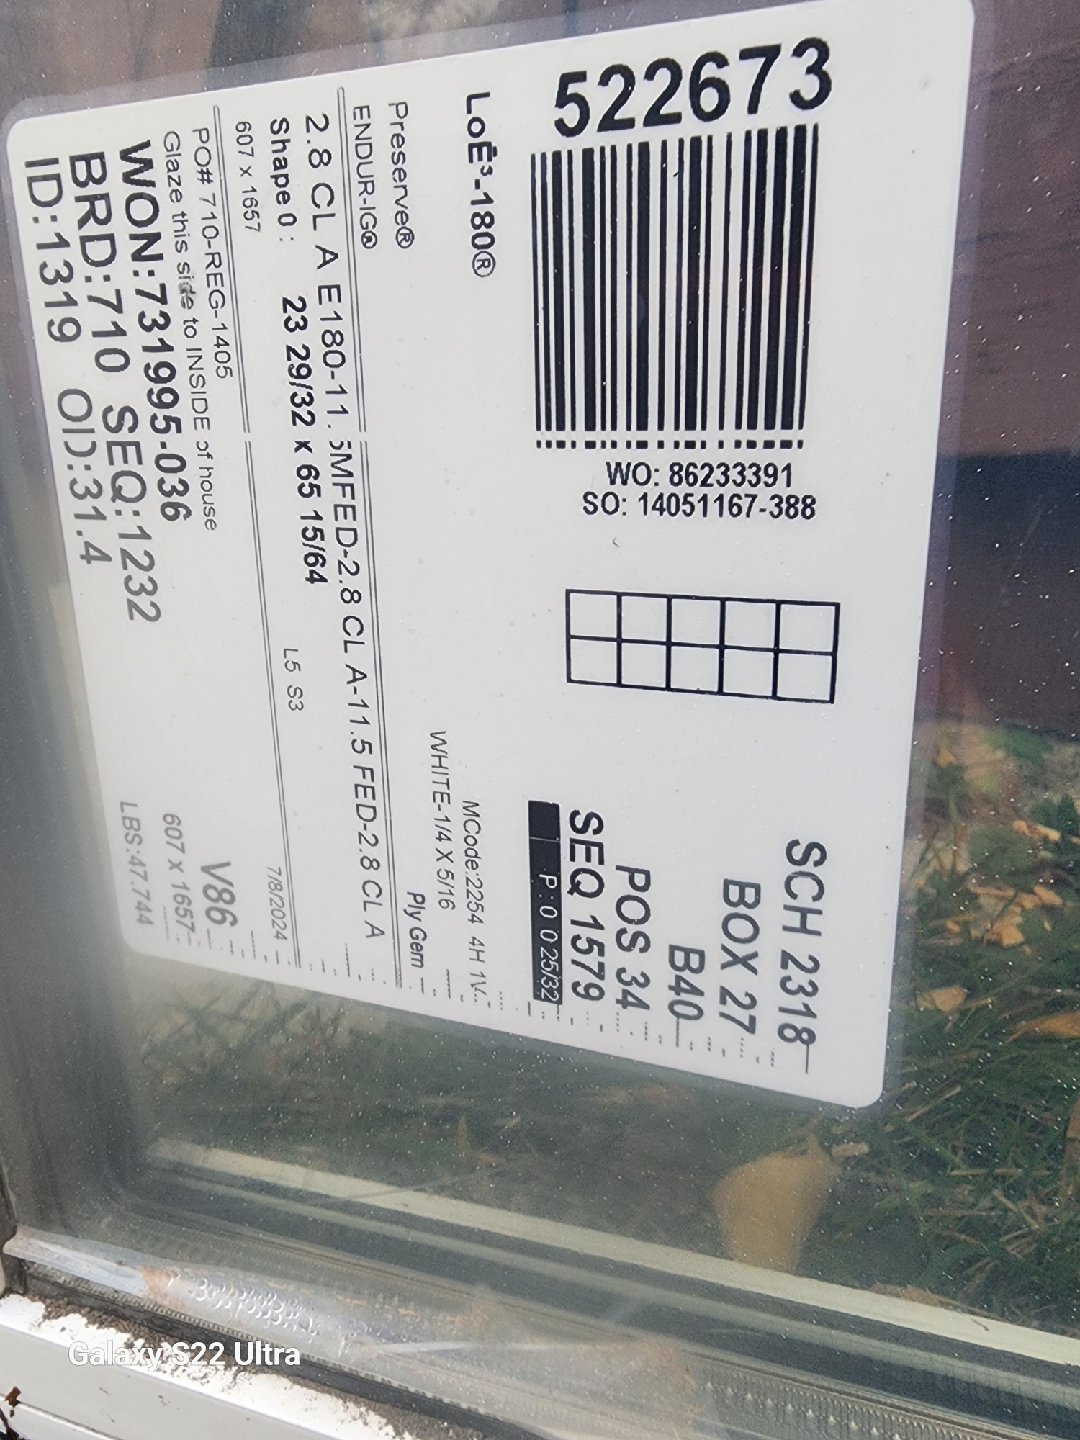 522673
WO: 86233391
SO: 14051167-388
SCH 2318
BOX 27
B40
POS 34
SEQ 1579
P: 0 0 25/32
LoĒ³-180®
MCode:2254 4H 1V
WHITE-1/4 X 5/16
Preserve®
Ply Gem
ENDUR-IG®
2.8 CL A E180-11.5MFED-2.8 CL A-11.5 FED-2.8 CL A
Shape 0 : 23 29/32 x 65 15/64
L5 S3
7/8/2024
607 x 1657
V86
PO# 710-REG-1405
607 x 1657
Glaze this side to INSIDE of house
LBS:47.744
WON:731995-036
BRD:710 SEQ:1232
ID:1319 OD:31.4
Galaxy S22 Ultra